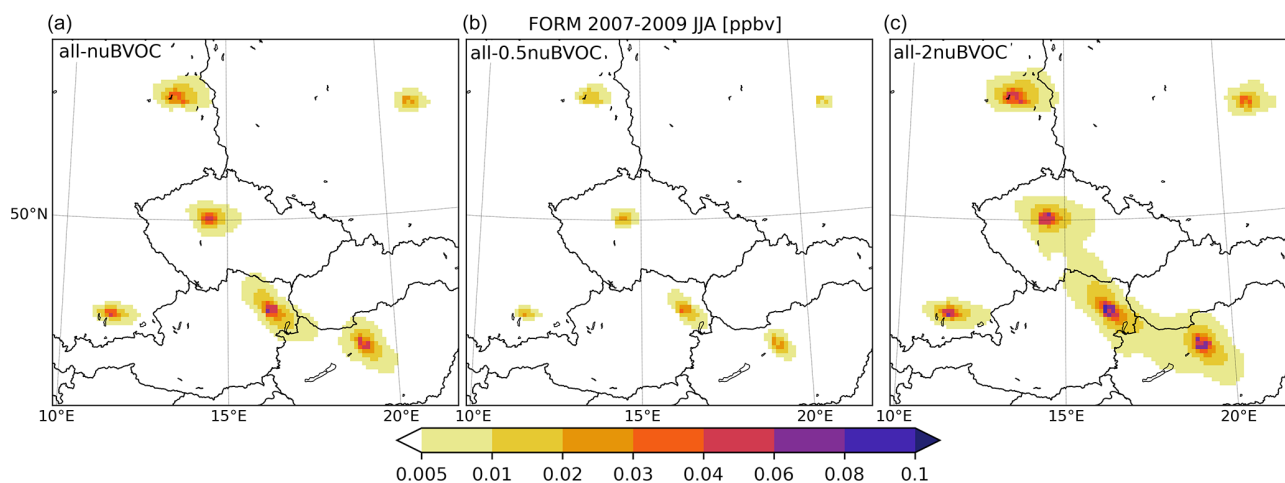 (a) (b) FORM 2007-2009 JJA [ppbv] (c)
all-nuBVOC all-0.5nuBVOC all-2nuBVOC
50°N
10°E 15°E 20°E 10°E 15°E 20°E 10°E 15°E 20°E
0.005 0.01 0.02 0.03 0.04 0.06 0.08 0.1